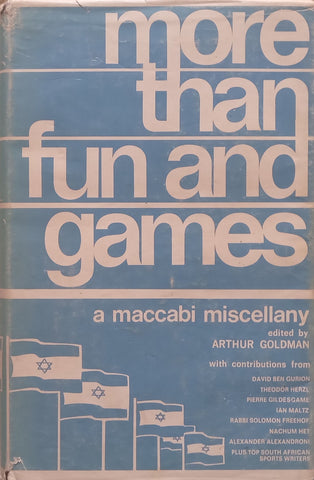 more
than
fun and
games
a maccabi miscellany
edited by
ARTHUR GOLDMAN
with contributions from
DAVID BEN GURION
THEODOR HERZL
PIERRE GILDESGAME
IAN MALTZ
RABBI SOLOMON FREEHOF
NACHUM HET
ALEXANDER ALEXANDRONI
PLUS TOP SOUTH AFRICAN
SPORTS WRITERS